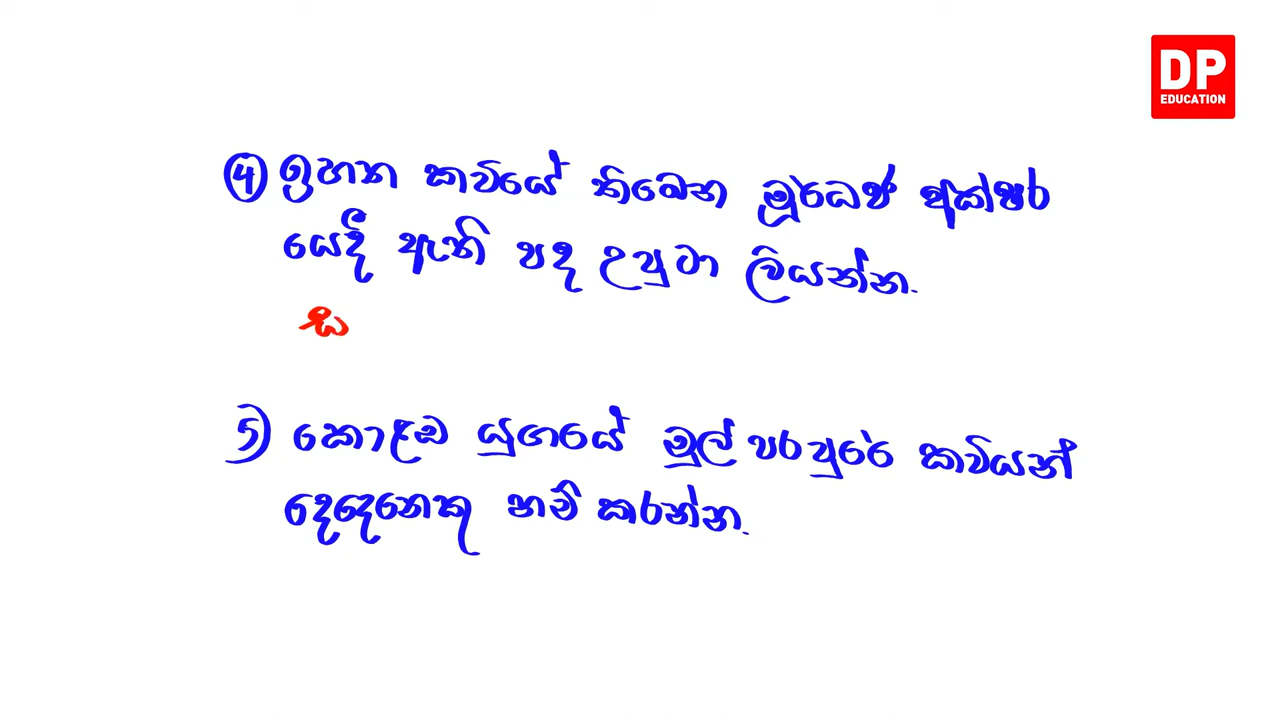 DP
EDUCATION
4) ඉහත කවියේ තිබෙන මූර්ධජ අක්ෂර
යෙදී ඇති පද උපුටා ලියන්න.
5) කොළඹ යුගයේ මුල් පරපුරේ කවියන්
දෙදෙනෙකු නම් කරන්න.